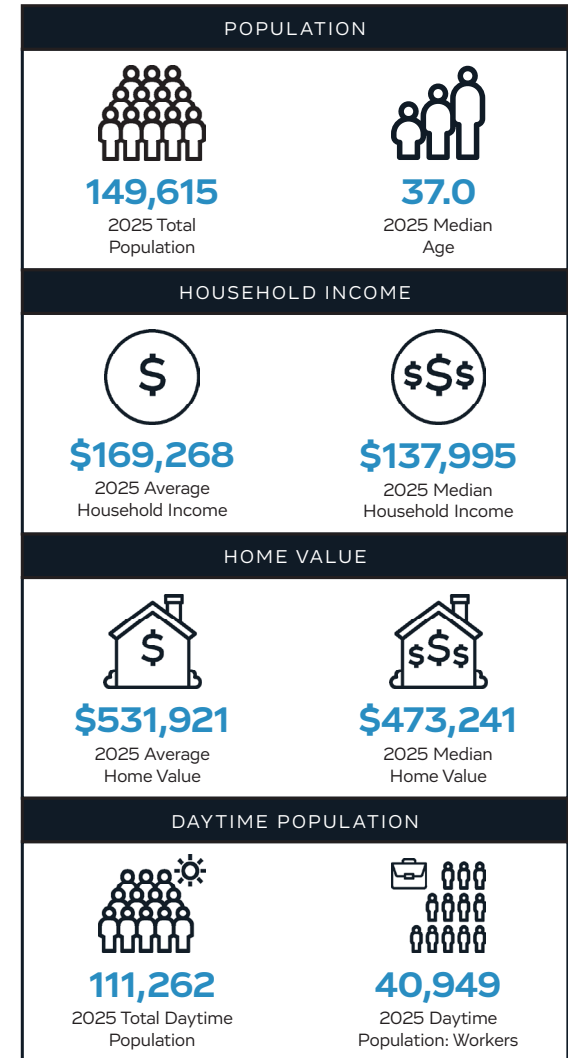 POPULATION
149,615
2025 Total
Population
37.0
2025 Median
Age
HOUSEHOLD INCOME
$
$169,268
2025 Average
Household Income
$$$
$137,995
2025 Median
Household Income
HOME VALUE
$
$531,921
2025 Average
Home Value
$$$
$473,241
2025 Median
Home Value
DAYTIME POPULATION
111,262
2025 Total Daytime
Population
40,949
2025 Daytime
Population: Workers